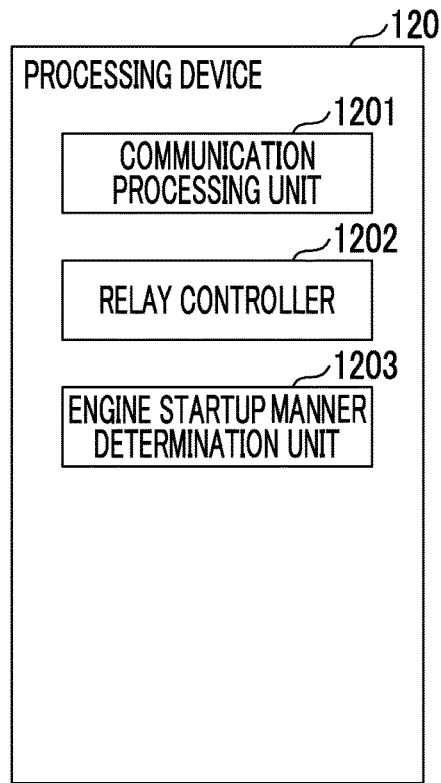 120
PROCESSING DEVICE
1201
COMMUNICATION
PROCESSING UNIT
1202
RELAY CONTROLLER
1203
ENGINE STARTUP MANNER
DETERMINATION UNIT